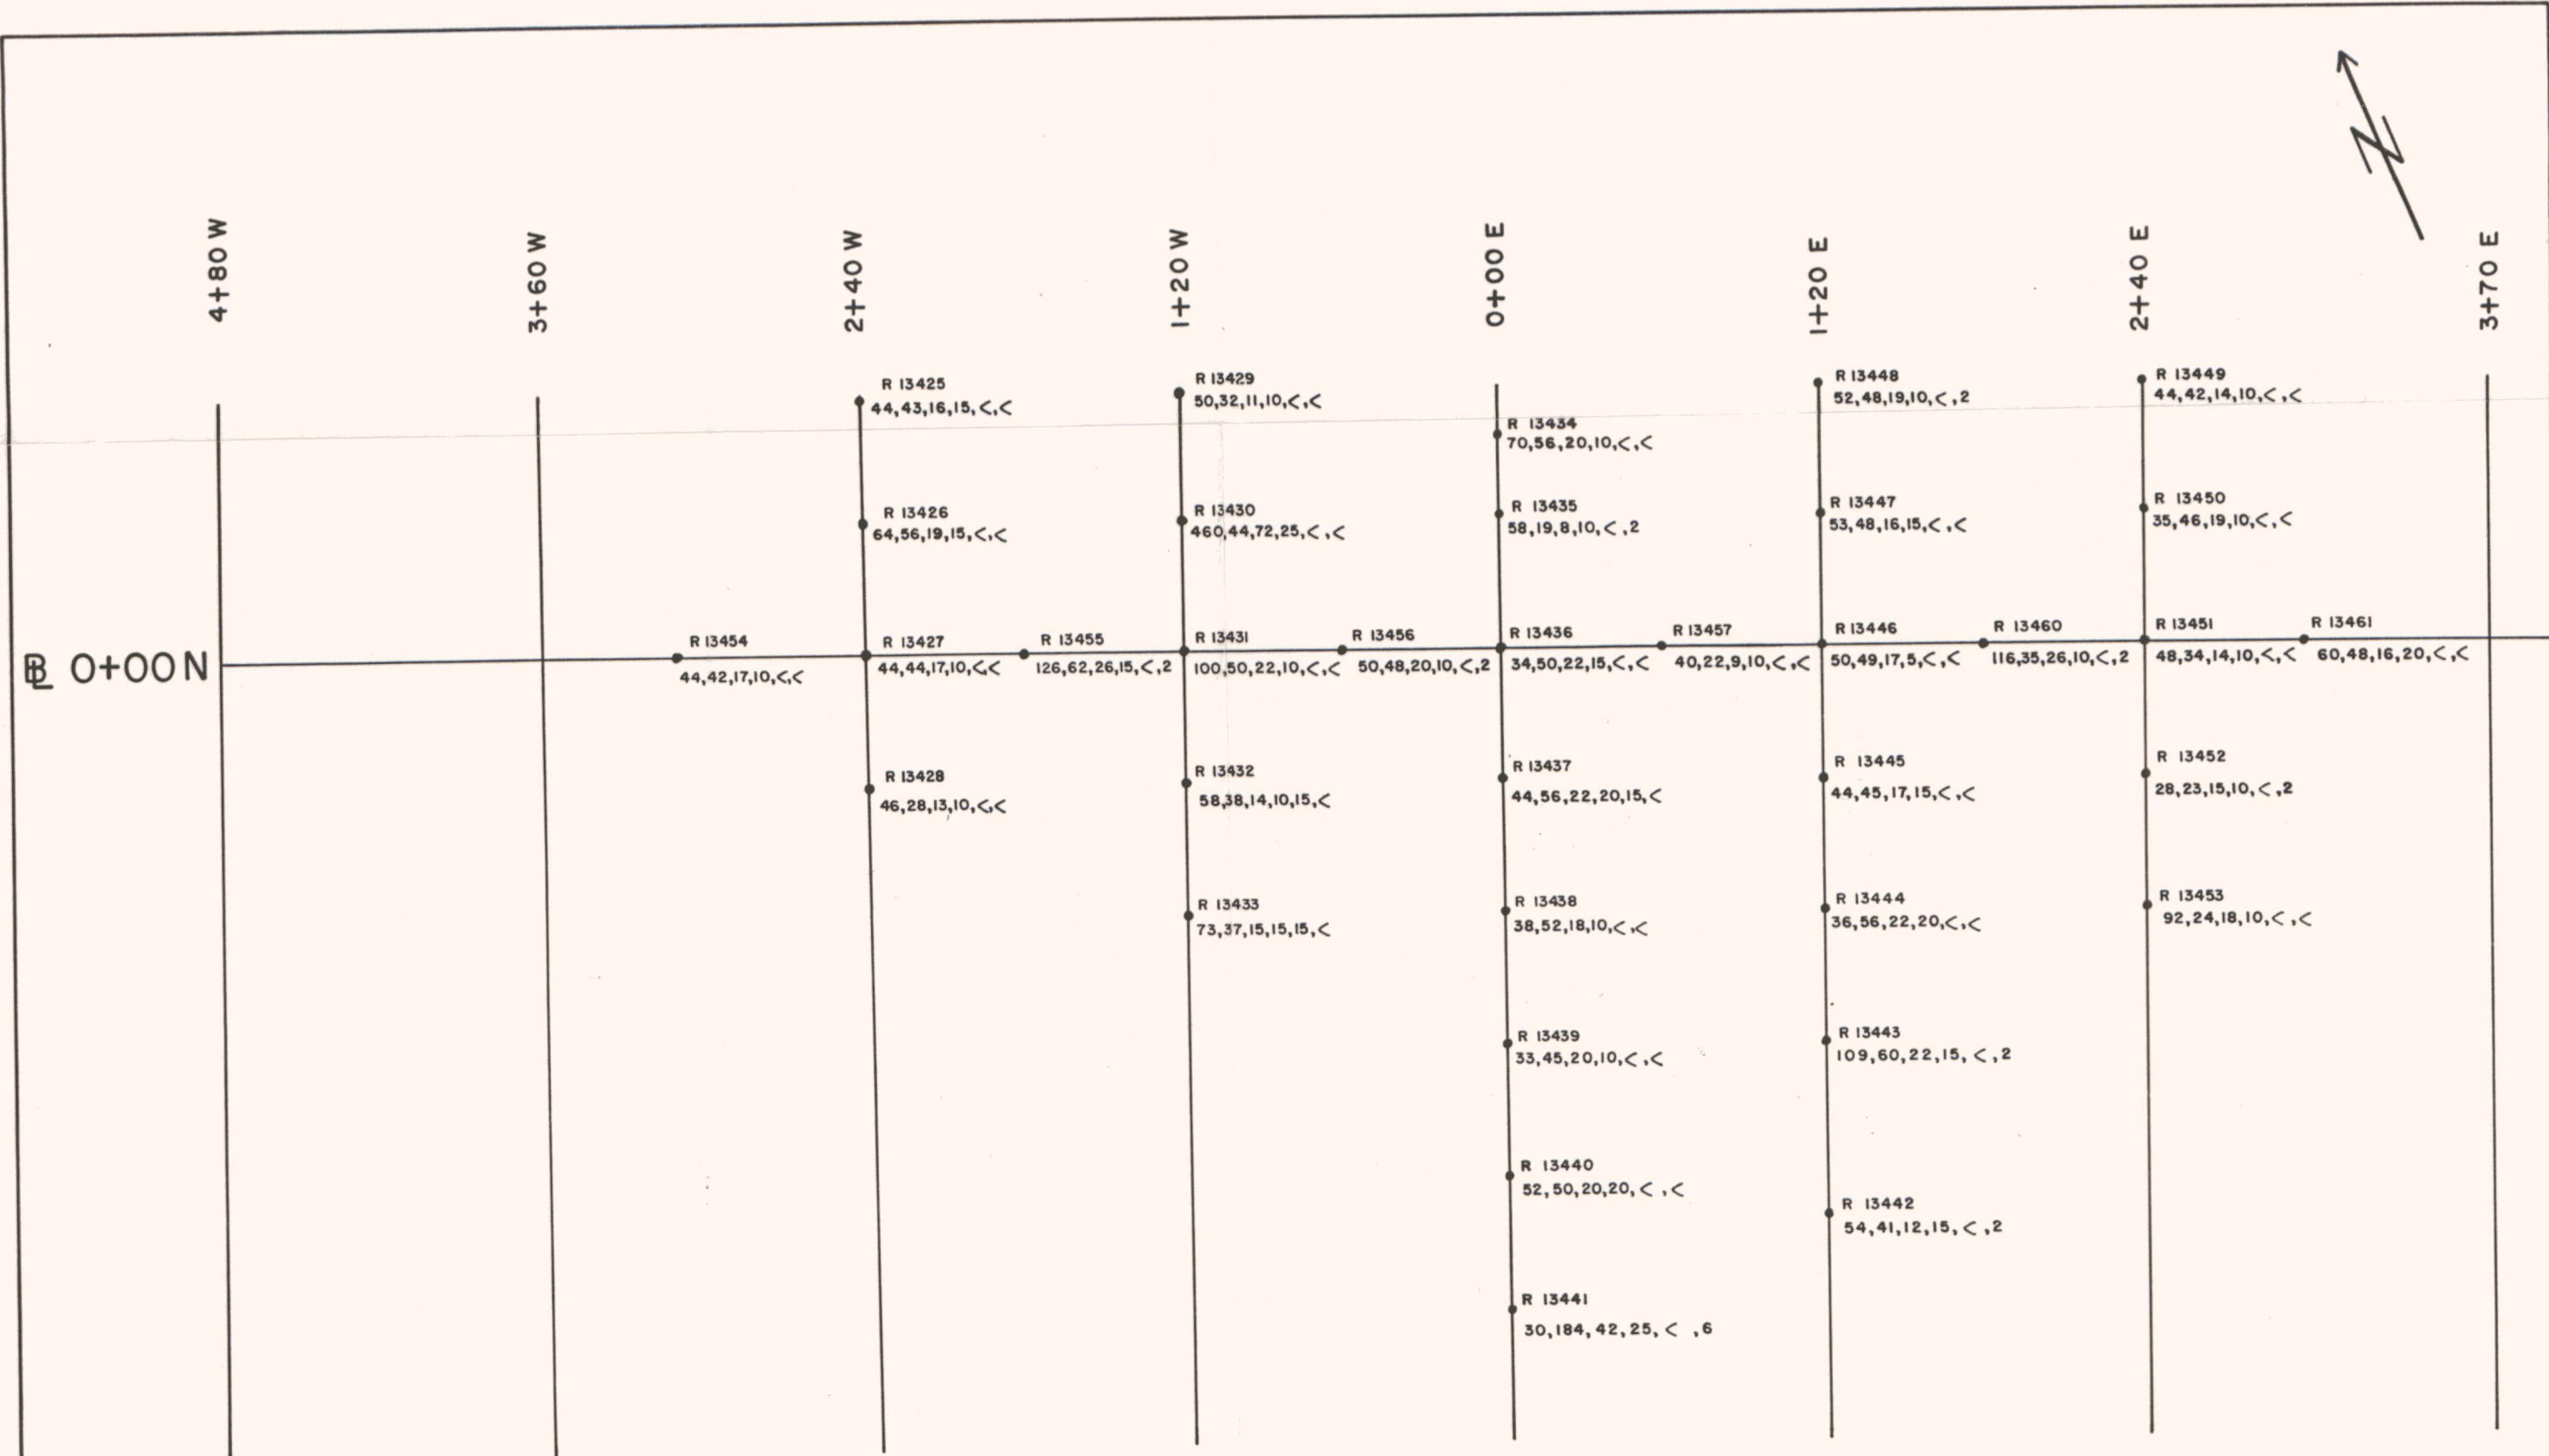 4+80 W
3+60 W
2+40 W
1+20 W
0+00 E
1+20 E
2+40 E
3+70 E
R 13425
44,43,16,15,<,<
R 13429
50,32,11,10,<,<
R 13434
70,56,20,10,<,<
R 13448
52,48,19,10,<,2
R 13449
44,42,14,10,<,<
R 13426
64,56,19,15,<,<
R 13430
460,44,72,25,<,<
R 13435
58,19,8,10,<,2
R 13447
53,48,16,15,<,<
R 13450
35,46,19,10,<,<
BL 0+00 N
R 13454
44,42,17,10,<,<
R 13427
44,44,17,10,<,<
R 13455
126,62,26,15,<,2
R 13431
100,50,22,10,<,<
R 13456
50,48,20,10,<,2
R 13436
34,50,22,15,<,<
R 13457
40,22,9,10,<,<
R 13446
50,49,17,5,<,<
R 13460
116,35,26,10,<,2
R 13451
48,34,14,10,<,<
R 13461
60,48,16,20,<,<
R 13428
46,28,13,10,<,<
R 13432
58,38,14,10,15,<
R 13437
44,56,22,20,15,<
R 13445
44,45,17,15,<,<
R 13452
28,23,15,10,<,2
R 13433
73,37,15,15,15,<
R 13438
38,52,18,10,<,<
R 13444
36,56,22,20,<,<
R 13453
92,24,18,10,<,<
R 13439
33,45,20,10,<,<
R 13443
109,60,22,15,<,2
R 13440
52,50,20,20,<,<
R 13442
54,41,12,15,<,2
R 13441
30,184,42,25,<,6